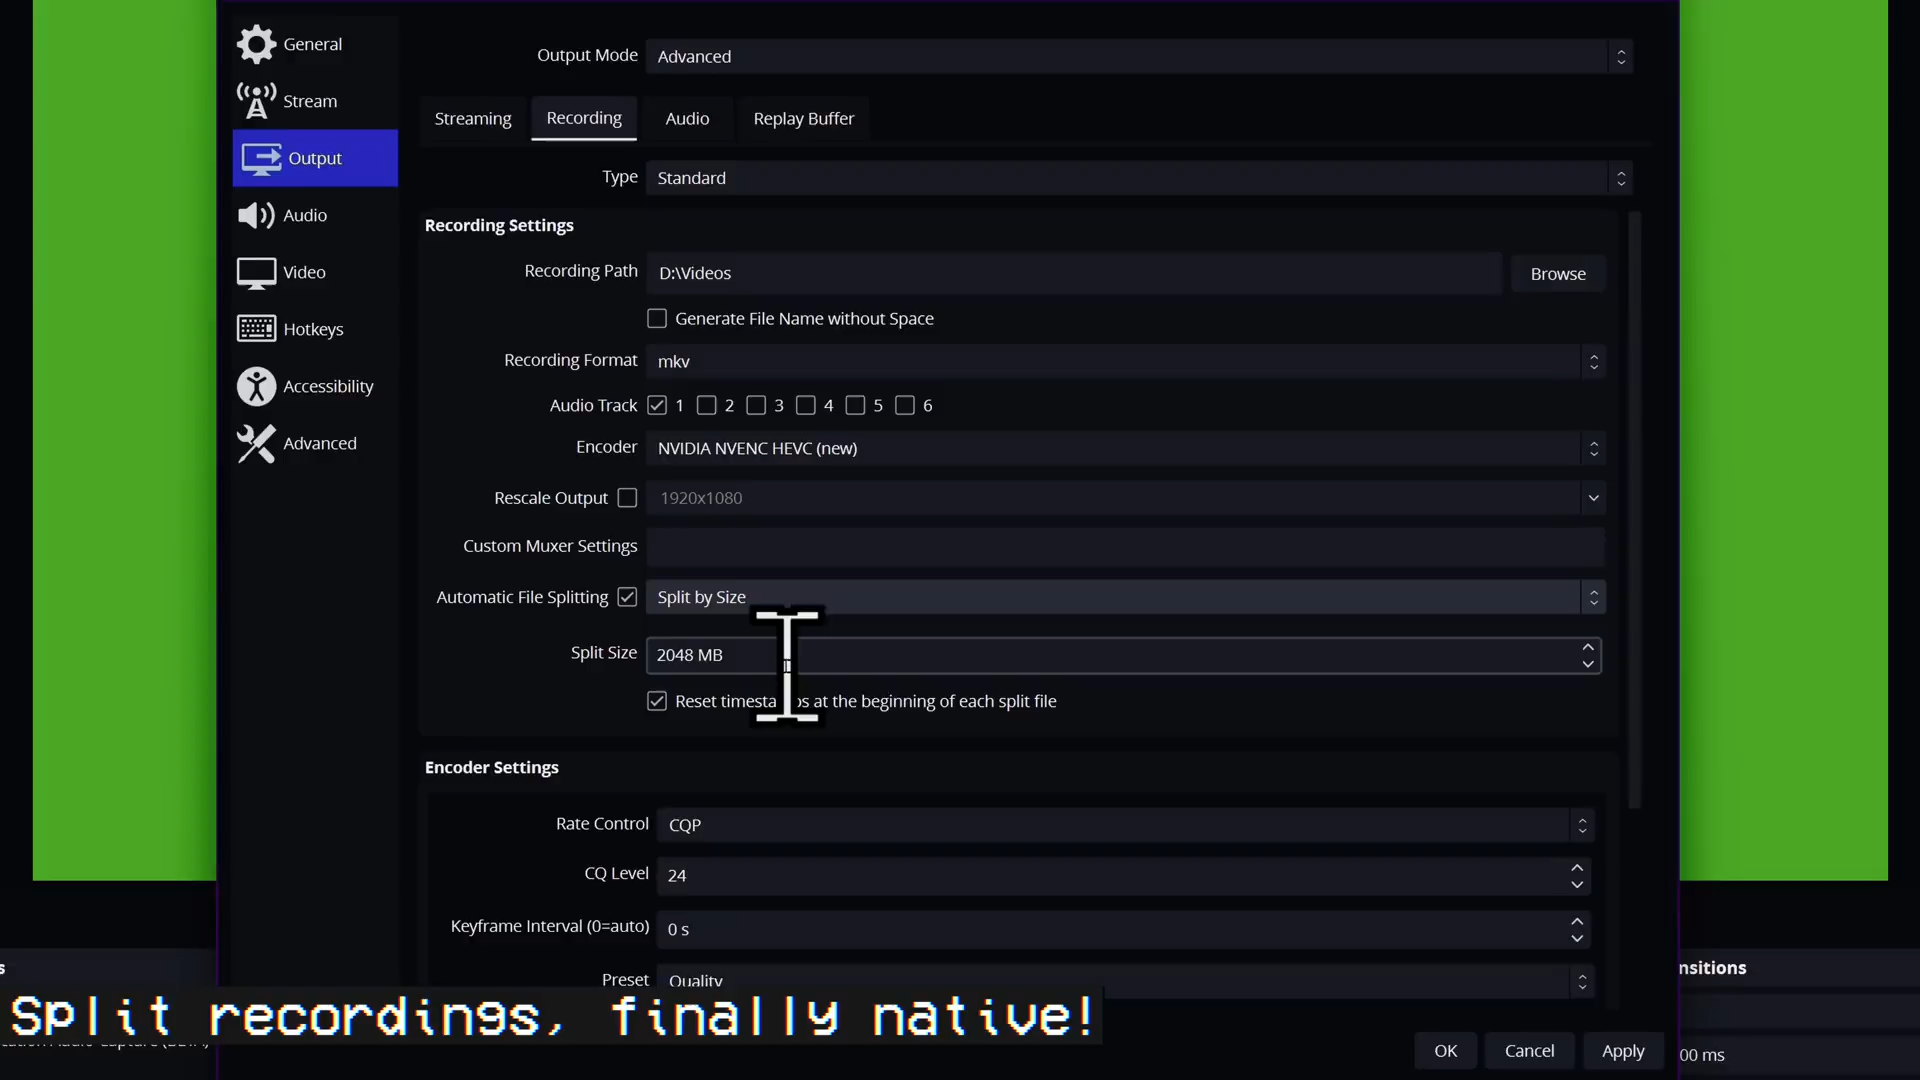 General
Stream
Output
Audio
Video
Hotkeys
Accessibility
Advanced
Output Mode Advanced
Streaming Recording Audio Replay Buffer
Type Standard
Recording Settings
Recording Path D:\Videos Browse
Generate File Name without Space
Recording Format mkv
Audio Track 1 2 3 4 5 6
Encoder NVIDIA NVENC HEVC (new)
Rescale Output 1920x1080
Custom Muxer Settings
Automatic File Splitting Split by Size
Split Size 2048 MB
Reset timesta ps at the beginning of each split file
Encoder Settings
Rate Control CQP
CQ Level 24
Keyframe Interval (0=auto) 0 s
Preset Quality
s
nsitions
Split recordings, finally native!
OK Cancel Apply
00 ms